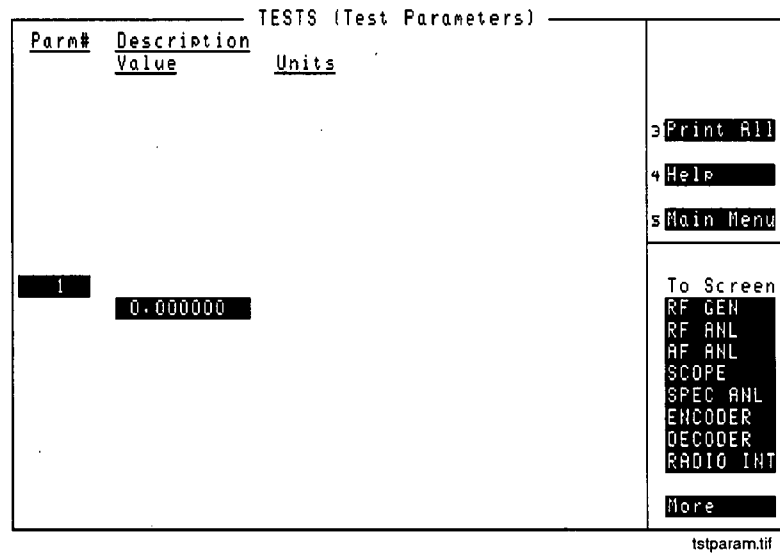 TESTS (Test Parameters)
Parm# Description
Value Units
1
0.000000
3 Print All
4 Help
5 Main Menu
To Screen
RF GEN
RF ANL
AF ANL
SCOPE
SPEC ANL
ENCODER
DECODER
RADIO INT
More
tstparam.tif